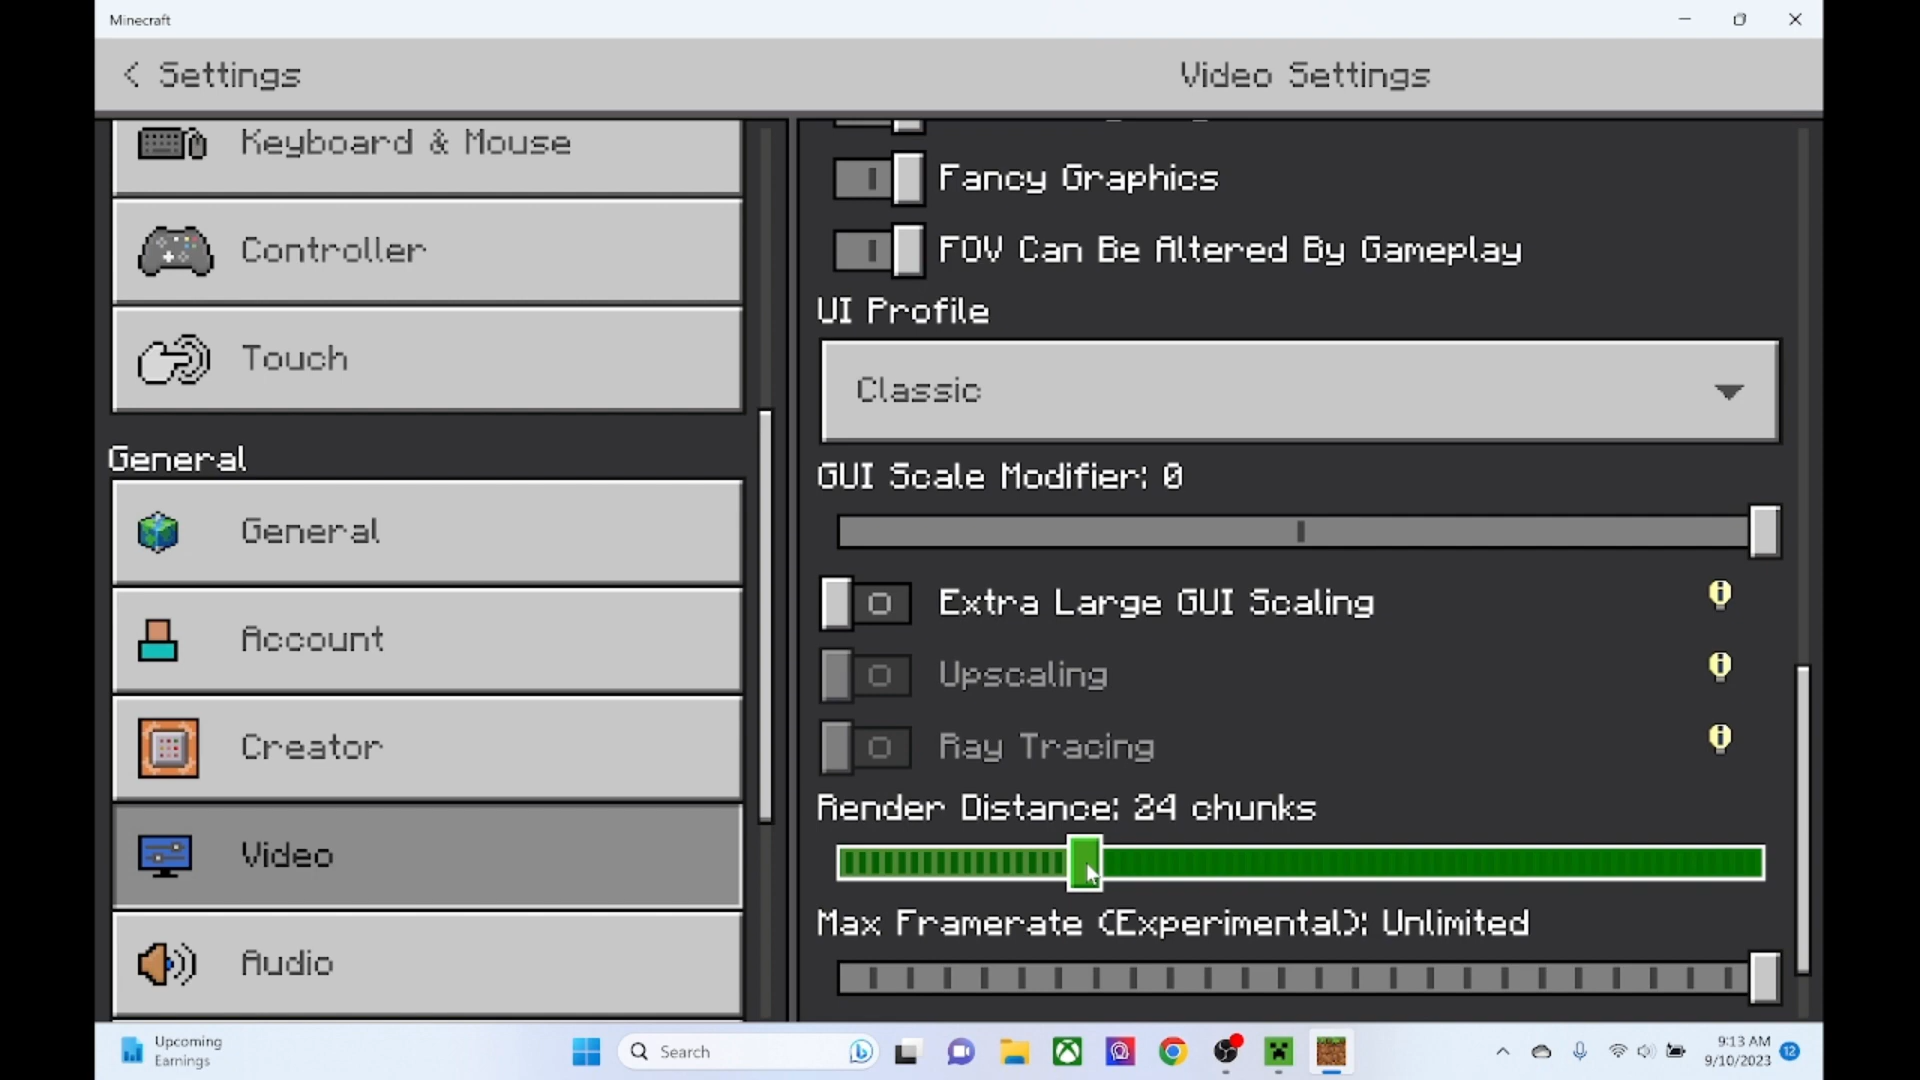 Minecraft
Settings
Video Settings
Keyboard & Mouse
Controller
Touch
General
General
Account
Creator
Video
Audio
Fancy Graphics
FOV Can Be Altered By Gameplay
UI Profile
Classic
GUI Scale Modifier: 0
Extra Large GUI Scaling
Upscaling
Ray Tracing
Render Distance: 24 chunks
Max Framerate (Experimental): Unlimited
Upcoming
Earnings
Search
9:13 AM
9/10/2023
12